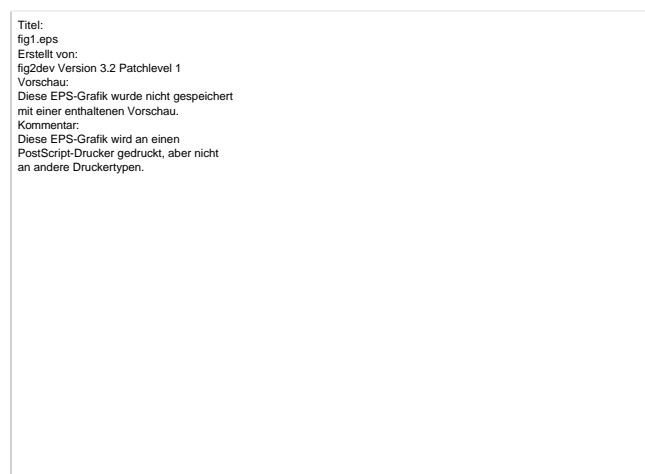 Titel:
fig1.eps
Erstellt von:
fig2dev Version 3.2 Patchlevel 1
Vorschau:
Diese EPS-Grafik wurde nicht gespeichert
mit einer enthaltenen Vorschau.
Kommentar:
Diese EPS-Grafik wird an einen
PostScript-Drucker gedruckt, aber nicht
an andere Druckertypen.